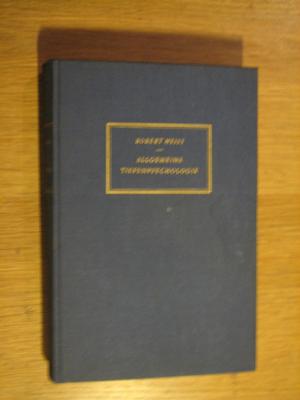 ROBERT HEISS
ALLGEMEINE
TIEFENPSYCHOLOGIE